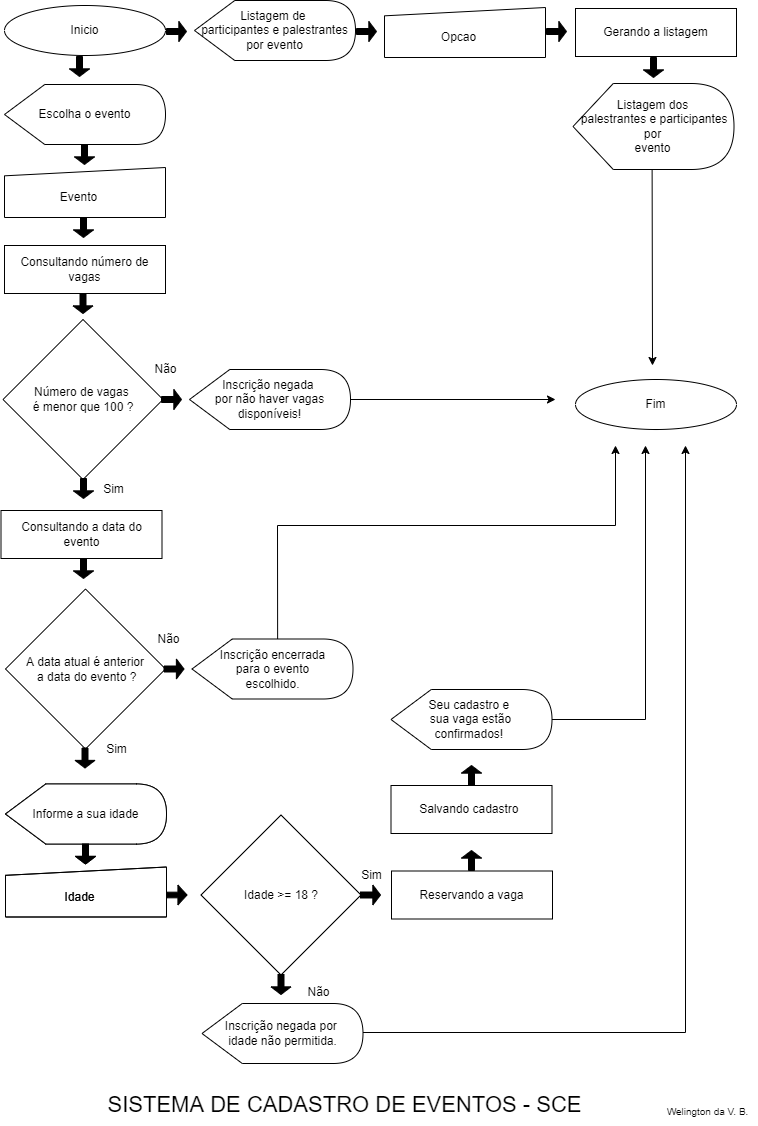 Inicio
Listagem de
participantes e palestrantes
por evento
Opcao
Gerando a listagem
Escolha o evento
Listagem dos
palestrantes e participantes
por
evento
Evento
Consultando número de
vagas
Número de vagas
é menor que 100 ?
Não
Inscrição negada
por não haver vagas
disponíveis!
Fim
Sim
Consultando a data do
evento
A data atual é anterior
a data do evento ?
Não
Inscrição encerrada
para o evento
escolhido.
Sim
Seu cadastro e
sua vaga estão
confirmados!
Salvando cadastro
Informe a sua idade
Idade
Idade >= 18 ?
Sim
Reservando a vaga
Não
Inscrição negada por
idade não permitida.
SISTEMA DE CADASTRO DE EVENTOS - SCE
Welington da V. B.